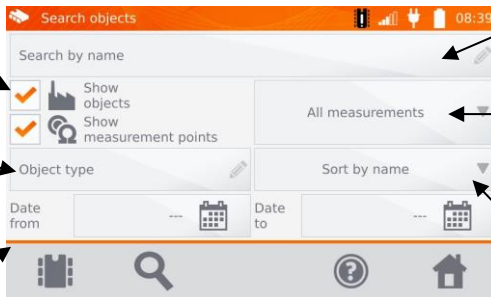 Search objects
08:39
Search by name
Show
objects
Show
measurement points
All measurements
Object type
Sort by name
Date
from
---
Date
to
---